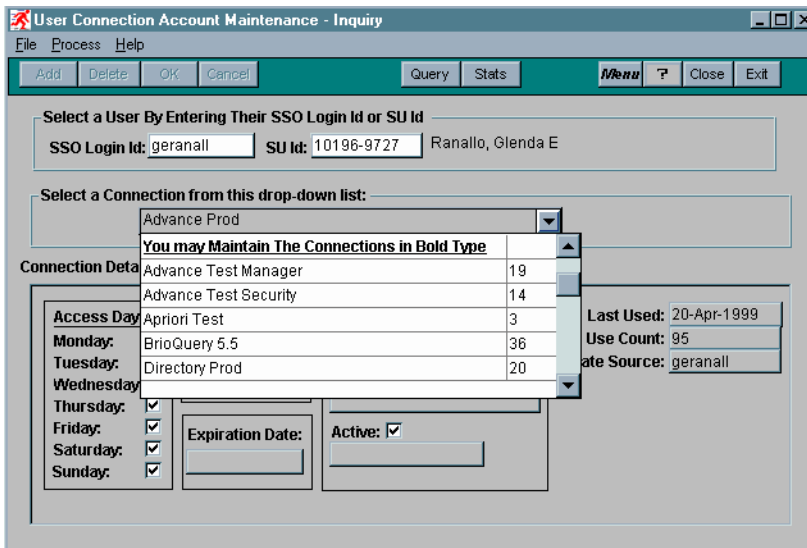 User Connection Account Maintenance - Inquiry
File Process Help
Add Delete OK Cancel Query Stats Menu ? Close Exit
Select a User By Entering Their SSO Login Id or SU Id
SSO Login Id: geranall SU Id: 10196-9727 Ranallo, Glenda E
Select a Connection from this drop-down list:
Advance Prod
You may Maintain The Connections in Bold Type
Connection Deta
Advance Test Manager 19
Advance Test Security 14
Apriori Test 3
BrioQuery 5.5 36
Directory Prod 20
Access Day
Monday:
Tuesday:
Wednesday
Thursday:
Friday:
Saturday:
Sunday:
Expiration Date:
Active:
Last Used: 20-Apr-1999
Use Count: 95
ate Source: geranall